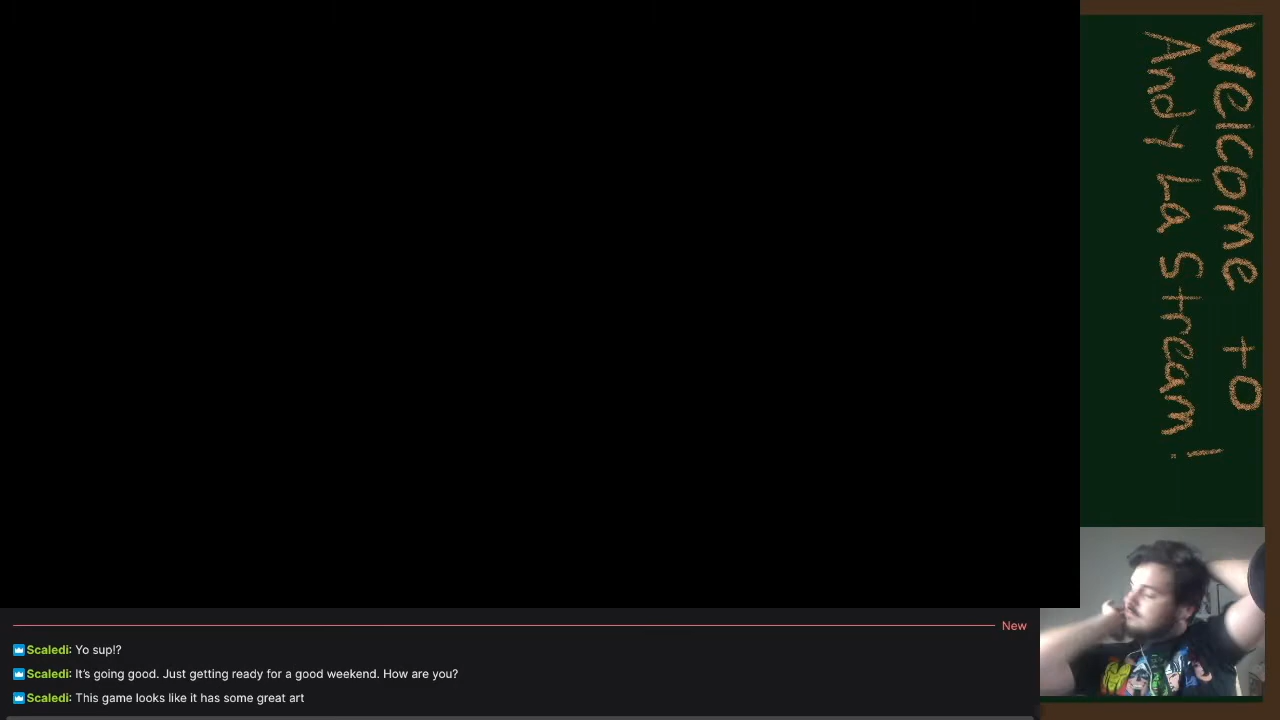 Welcome to
Andy La Stream!
New
Scaledi: Yo sup!?
Scaledi: It's going good. Just getting ready for a good weekend. How are you?
Scaledi: This game looks like it has some great art